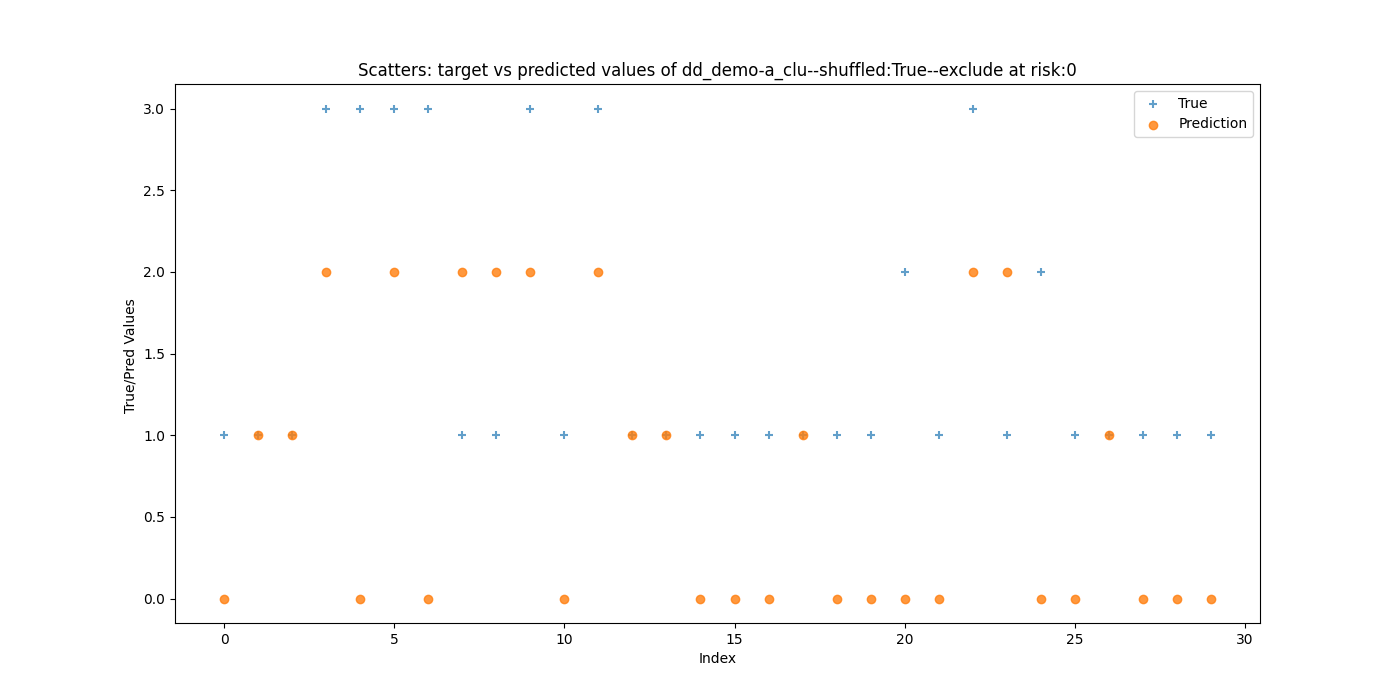 Scatters: target vs predicted values of dd_demo-a_clu--shuffled:True--exclude at risk:0
True
Prediction
3.0
2.5
2.0
1.5
1.0
0.5
0.0
True/Pred Values
0 5 10 15 20 25 30
Index